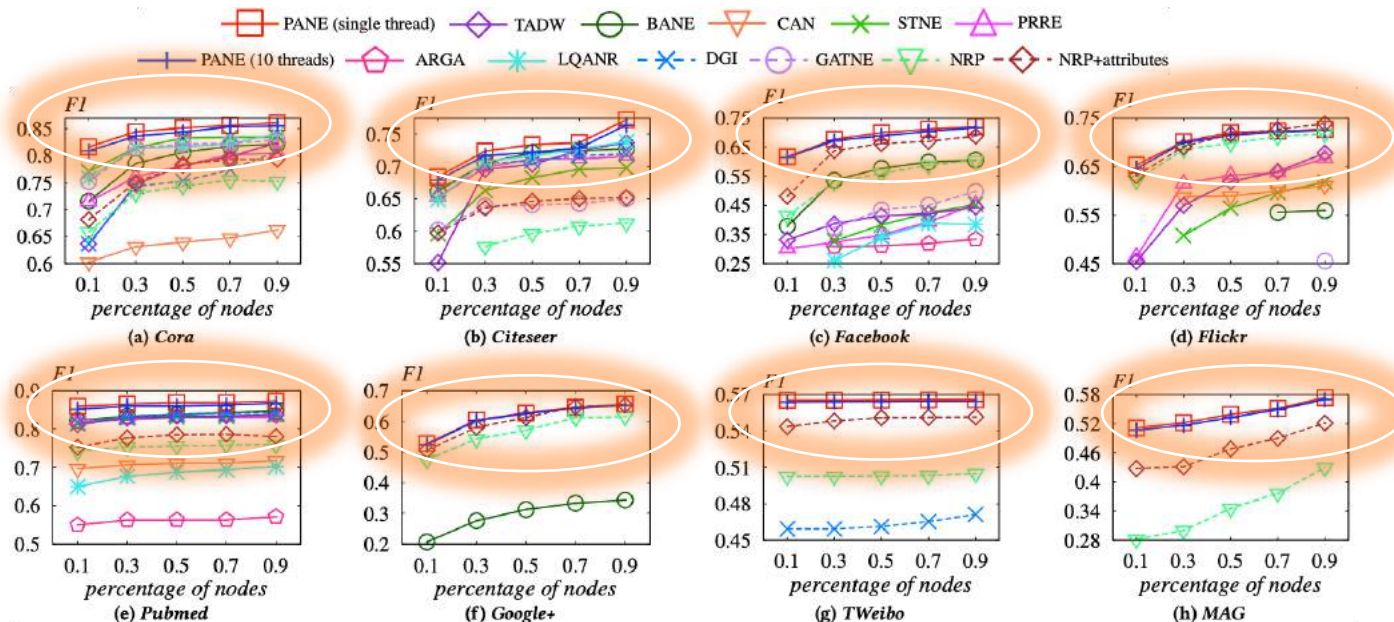 PANE (single thread) TADW BANE CAN STNE PRRE
PANE (10 threads) ARGA LQANR DGI GATNE NRP NRP+attributes
F1 F1 F1 F1
0.85 0.8 0.75 0.7 0.65 0.6
0.1 0.3 0.5 0.7 0.9
percentage of nodes
(a) Cora
0.75 0.7 0.65 0.6 0.55
0.1 0.3 0.5 0.7 0.9
percentage of nodes
(b) Citeseer
0.75 0.65 0.55 0.45 0.35 0.25
0.1 0.3 0.5 0.7 0.9
percentage of nodes
(c) Facebook
0.75 0.65 0.55 0.45
0.1 0.3 0.5 0.7 0.9
percentage of nodes
(d) Flickr
F1 F1 F1 F1
0.9 0.8 0.7 0.6 0.5
0.1 0.3 0.5 0.7 0.9
percentage of nodes
(e) Pubmed
0.7 0.6 0.5 0.4 0.3 0.2
0.1 0.3 0.5 0.7 0.9
percentage of nodes
(f) Google+
0.57 0.54 0.51 0.48 0.45
0.1 0.3 0.5 0.7 0.9
percentage of nodes
(g) TWeibo
0.58 0.52 0.46 0.4 0.34 0.28
0.1 0.3 0.5 0.7 0.9
percentage of nodes
(h) MAG